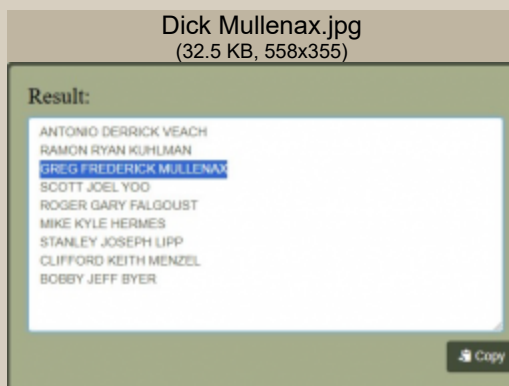 Dick Mullenax.jpg
(32.5 KB, 558x355)
Result:
ANTONIO DERRICK VEACH
RAMON RYAN KUHLMAN
GREG FREDERICK MULLENAX
SCOTT JOEL YOO
ROGER GARY FALGOUST
MIKE KYLE HERMES
STANLEY JOSEPH LIPP
CLIFFORD KEITH MENZEL
BOBBY JEFF BYER
Copy